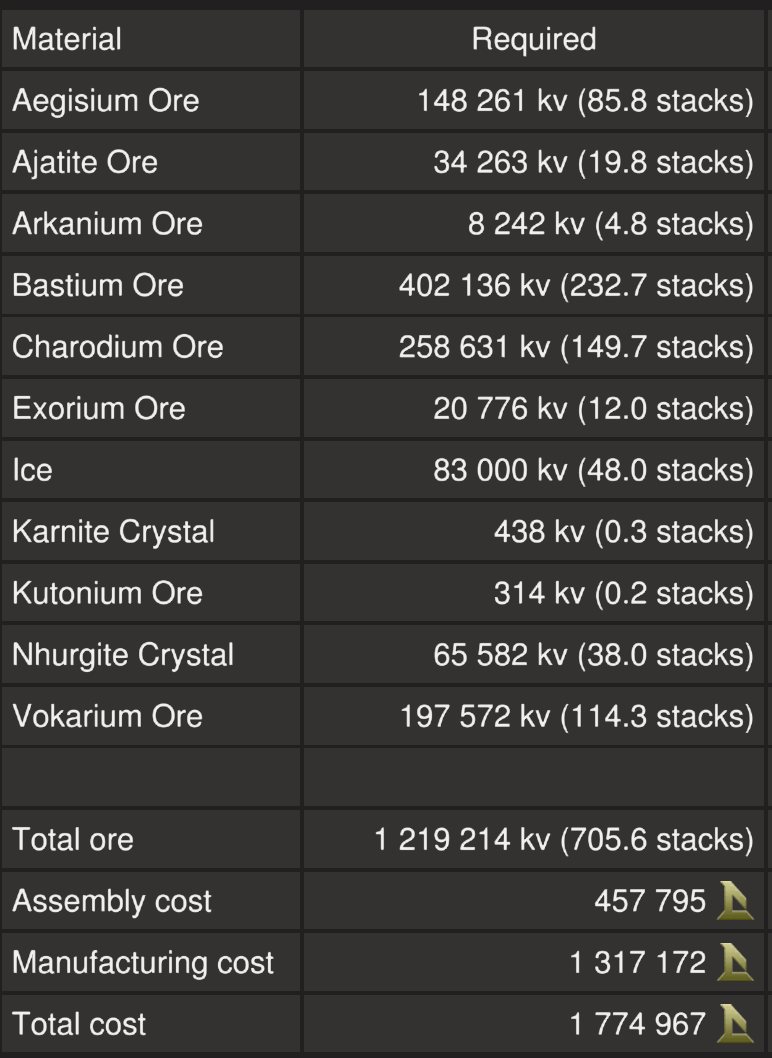 Material Required
Aegisium Ore 148 261 kv (85.8 stacks)
Ajatite Ore 34 263 kv (19.8 stacks)
Arkanium Ore 8 242 kv (4.8 stacks)
Bastium Ore 402 136 kv (232.7 stacks)
Charodium Ore 258 631 kv (149.7 stacks)
Exorium Ore 20 776 kv (12.0 stacks)
Ice 83 000 kv (48.0 stacks)
Karnite Crystal 438 kv (0.3 stacks)
Kutonium Ore 314 kv (0.2 stacks)
Nhurgite Crystal 65 582 kv (38.0 stacks)
Vokarium Ore 197 572 kv (114.3 stacks)
Total ore 1 219 214 kv (705.6 stacks)
Assembly cost 457 795
Manufacturing cost 1 317 172
Total cost 1 774 967